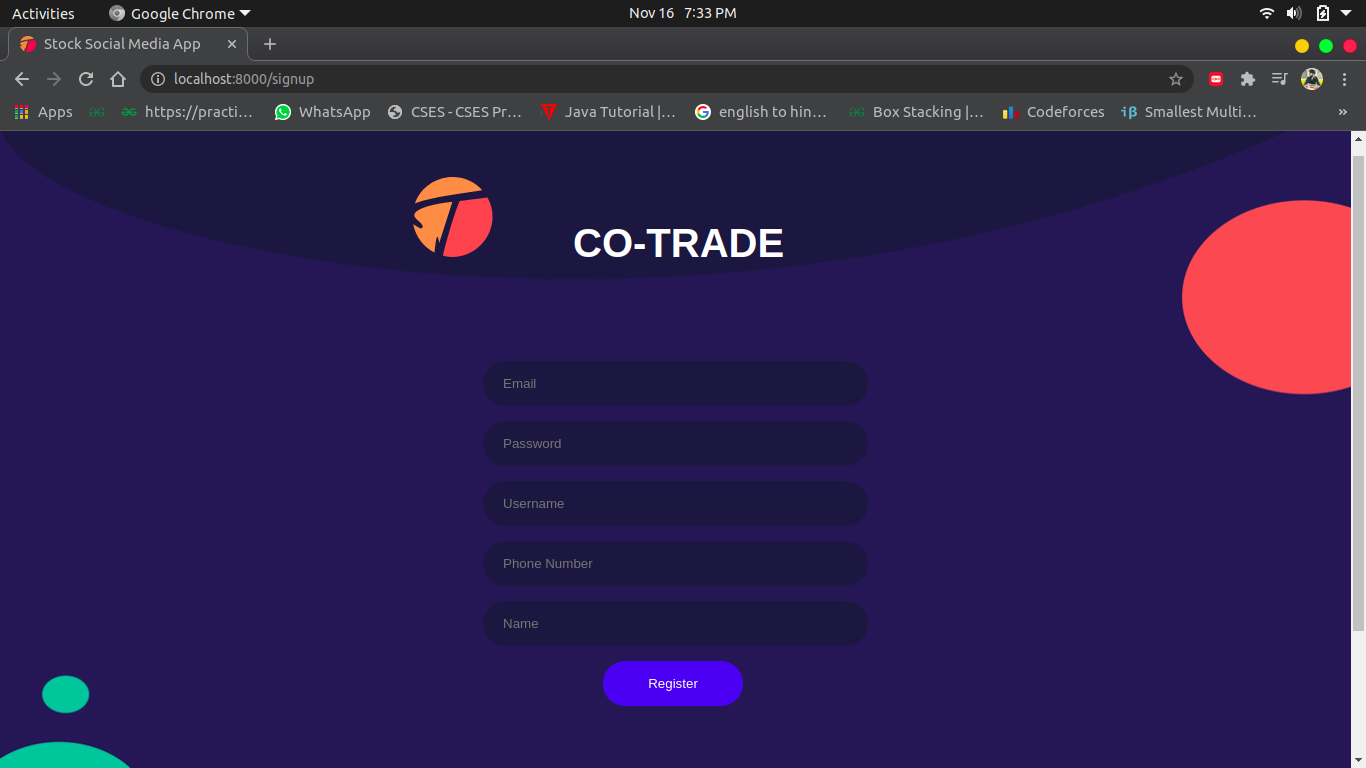 Activities Google Chrome Nov 16 7:33 PM
Stock Social Media App
localhost:8000/signup
Apps https://practi... WhatsApp CSES - CSES Pr... Java Tutorial |... english to hin... Box Stacking |... Codeforces Smallest Multi... »
CO-TRADE
Email
Password
Username
Phone Number
Name
Register